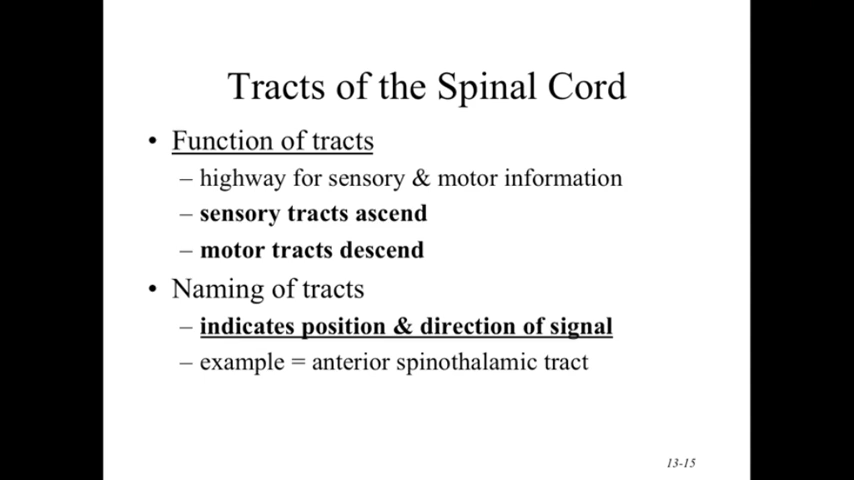 Tracts of the Spinal Cord
• Function of tracts
– highway for sensory & motor information
– sensory tracts ascend
– motor tracts descend
• Naming of tracts
– indicates position & direction of signal
– example = anterior spinothalamic tract
13-15